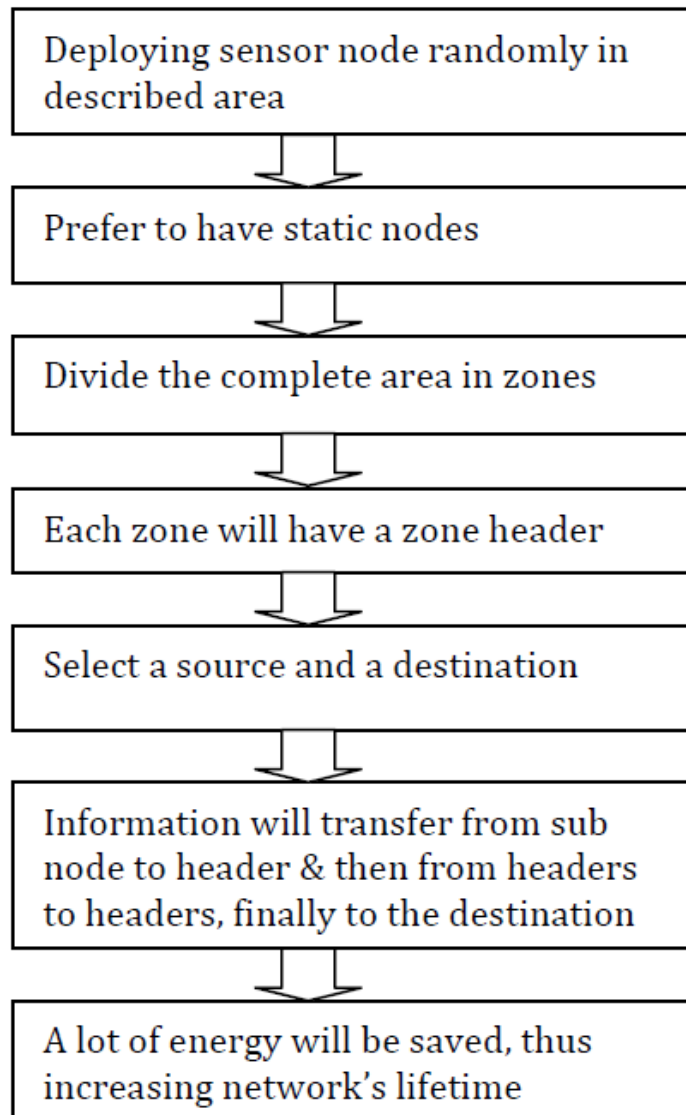 Deploying sensor node randomly in
described area
Prefer to have static nodes
Divide the complete area in zones
Each zone will have a zone header
Select a source and a destination
Information will transfer from sub
node to header & then from headers
to headers, finally to the destination
A lot of energy will be saved, thus
increasing network's lifetime